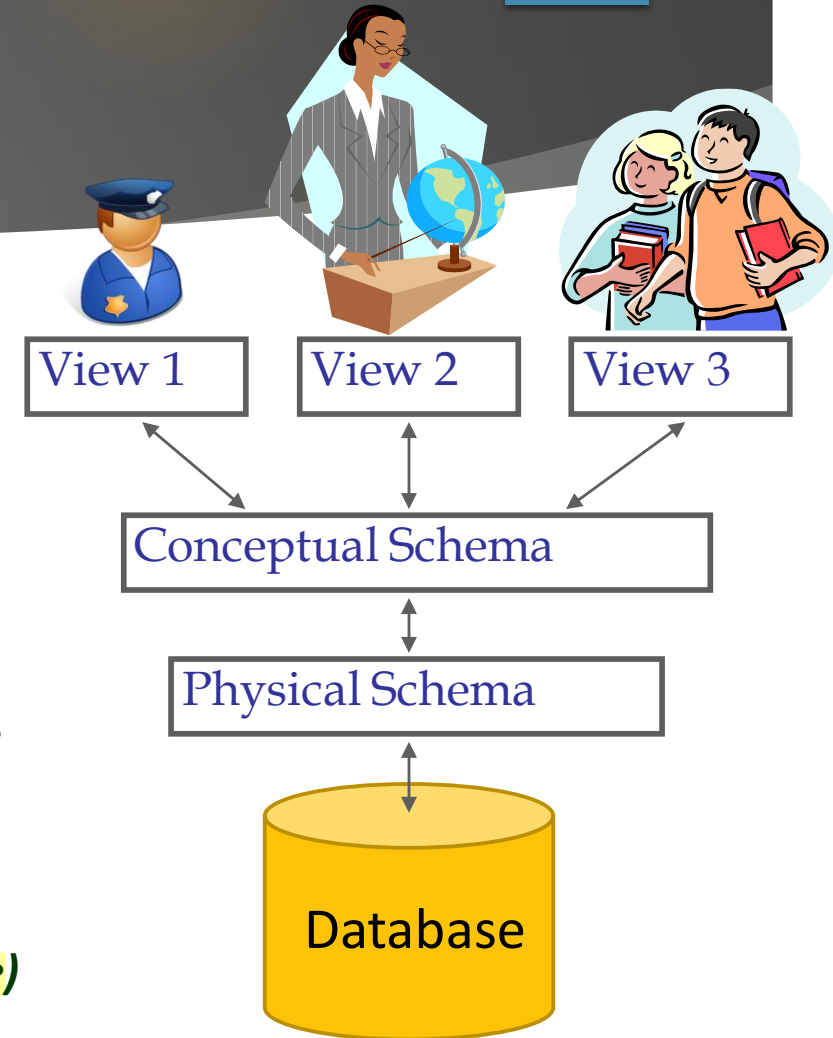 View 1
View 2
View 3
Conceptual Schema
Physical Schema
Database
)